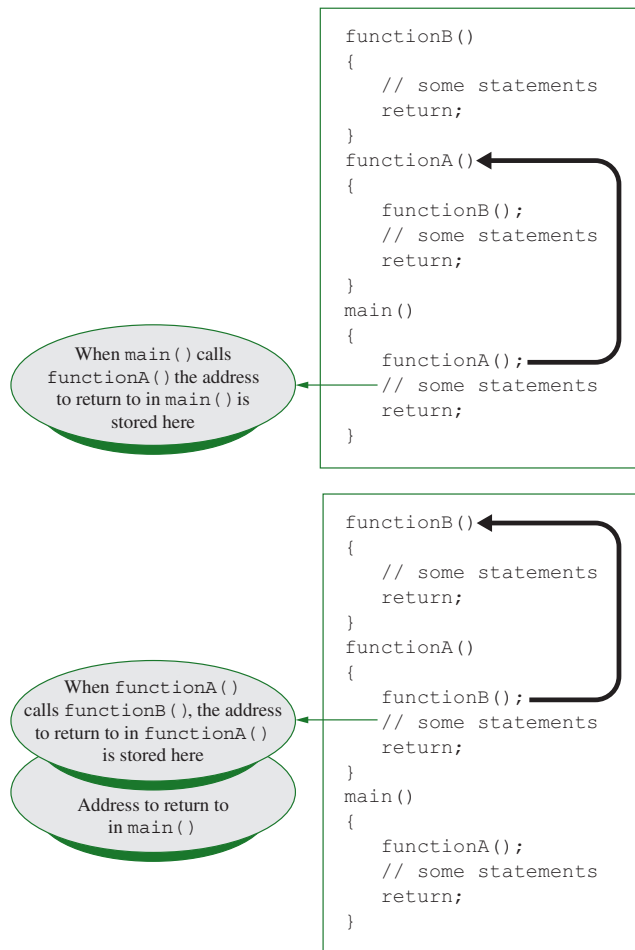 functionB()
{
// some statements
return;
}
functionA()
{
functionB();
// some statements
return;
}
main()
{
functionA();
// some statements
return;
}
When main() calls
functionA() the address
to return to in main() is
stored here
functionB()
{
// some statements
return;
}
functionA()
{
functionB();
// some statements
return;
}
main()
{
functionA();
// some statements
return;
}
When functionA()
calls functionB(), the address
to return to in functionA()
is stored here
Address to return to
in main()